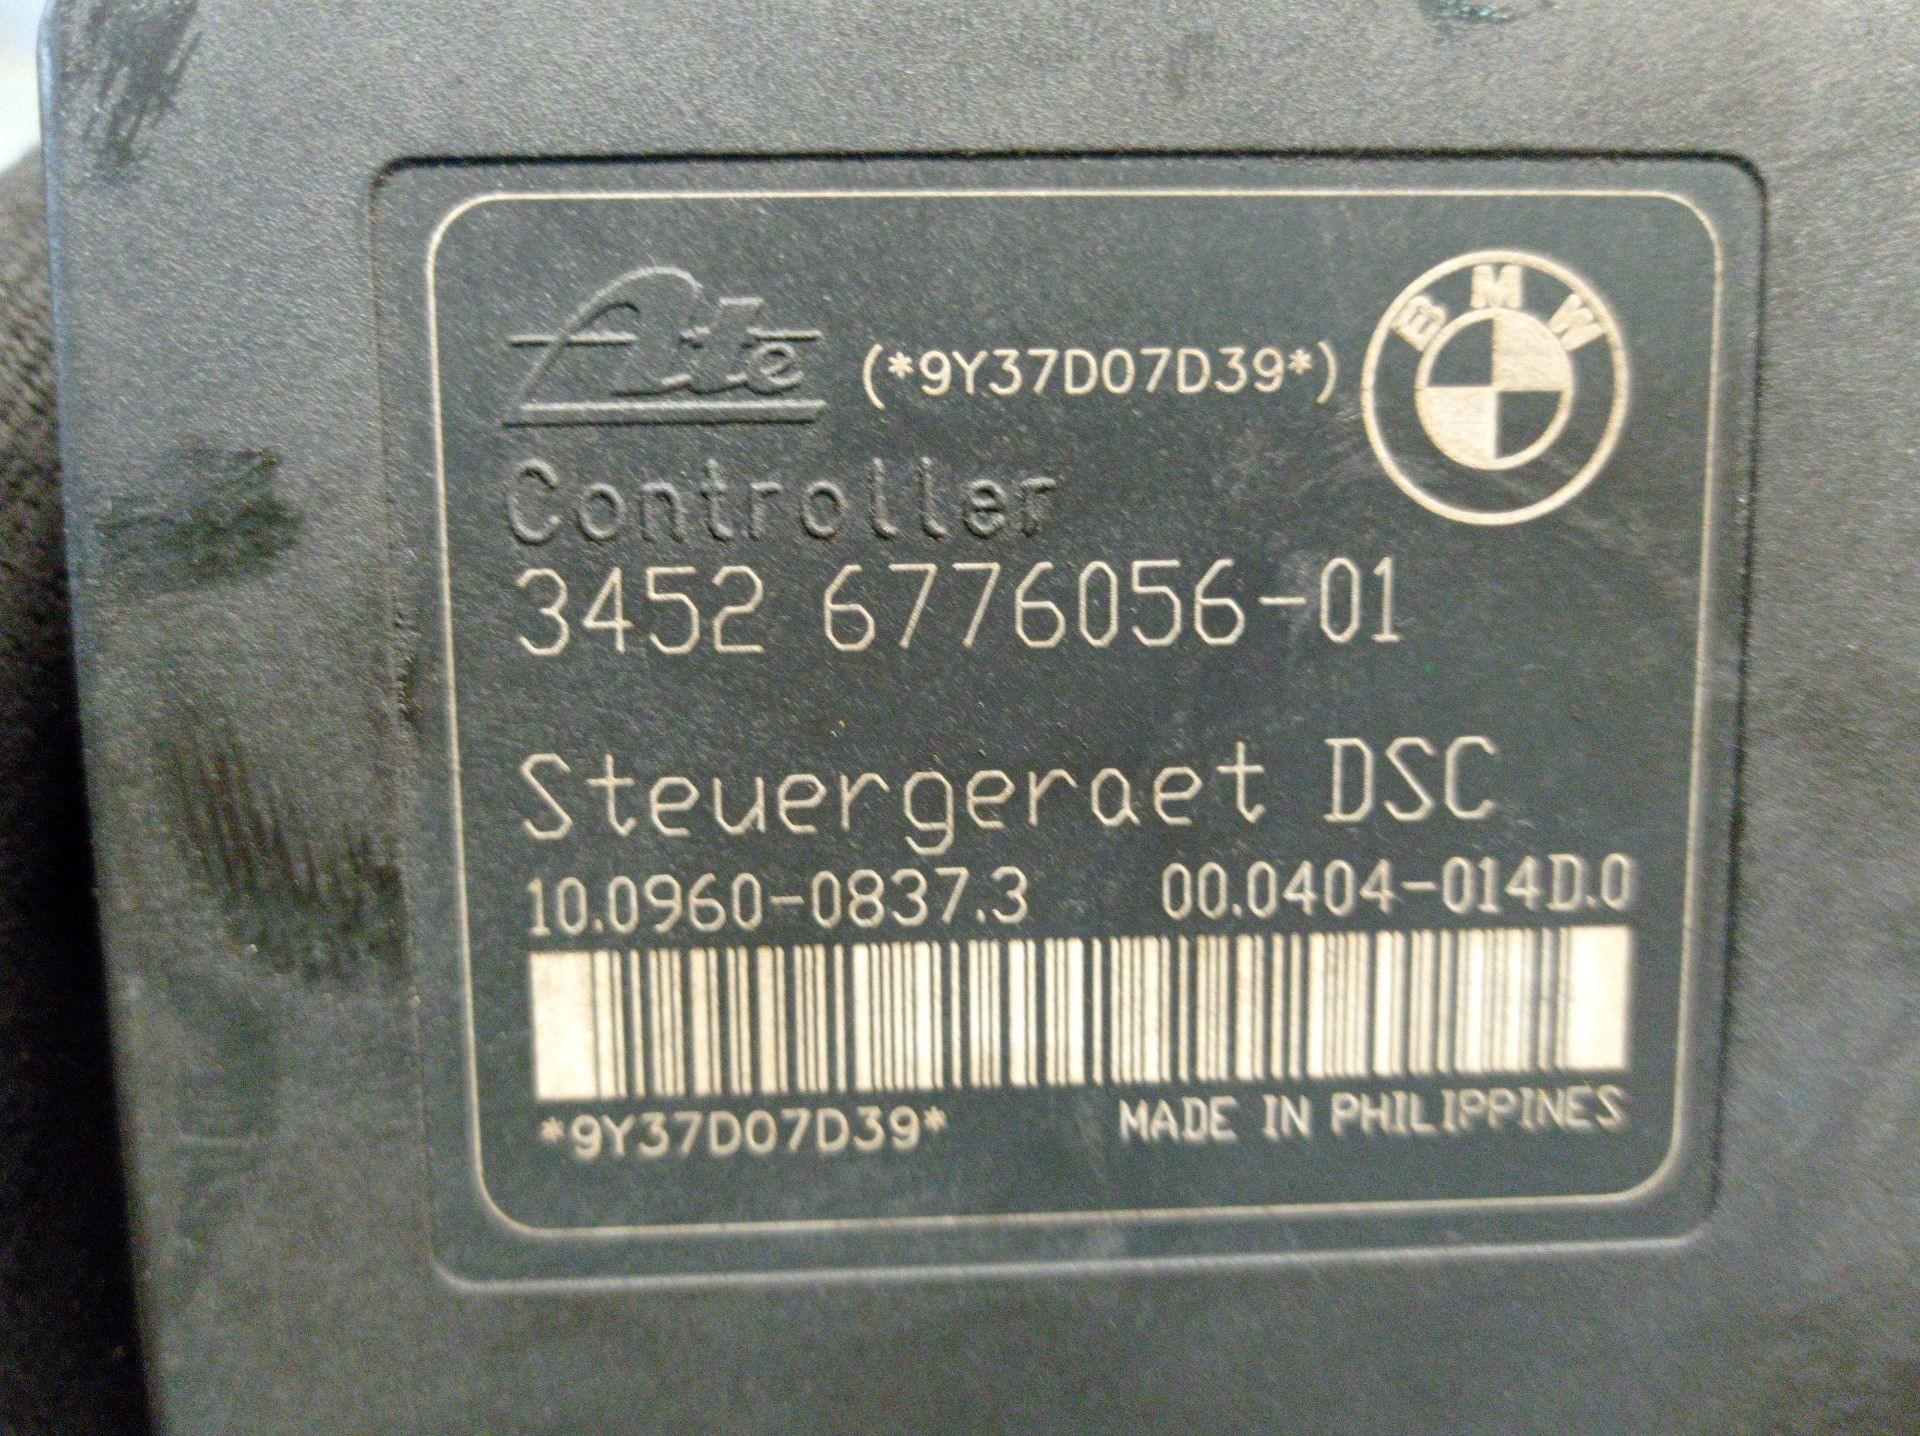 Ate (*9Y37D07D39*) BMW
Controller
3452 6776056-01
Steuergeraet DSC
10.0960-0837.3 00.0404-014D.0
*9Y37D07D39* MADE IN PHILIPPINES